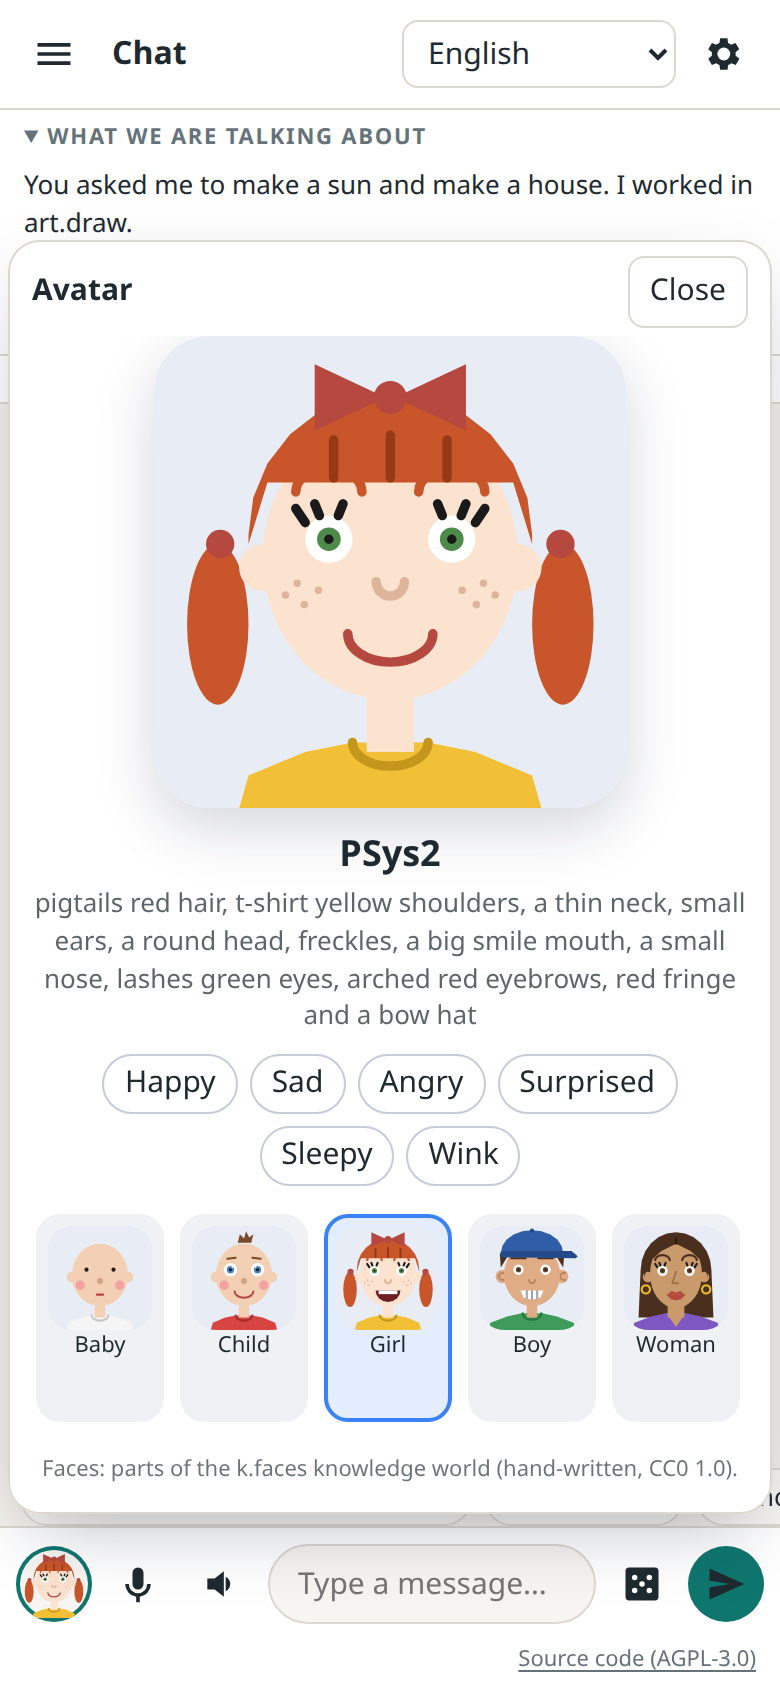 Chat
English
WHAT WE ARE TALKING ABOUT
You asked me to make a sun and make a house. I worked in
art.draw.
Avatar
Close
PSys2
pigtails red hair, t-shirt yellow shoulders, a thin neck, small
ears, a round head, freckles, a big smile mouth, a small
nose, lashes green eyes, arched red eyebrows, red fringe
and a bow hat
Happy
Sad
Angry
Surprised
Sleepy
Wink
Baby
Child
Girl
Boy
Woman
Faces: parts of the k.faces knowledge world (hand-written, CC0 1.0).
Type a message...
Source code (AGPL-3.0)